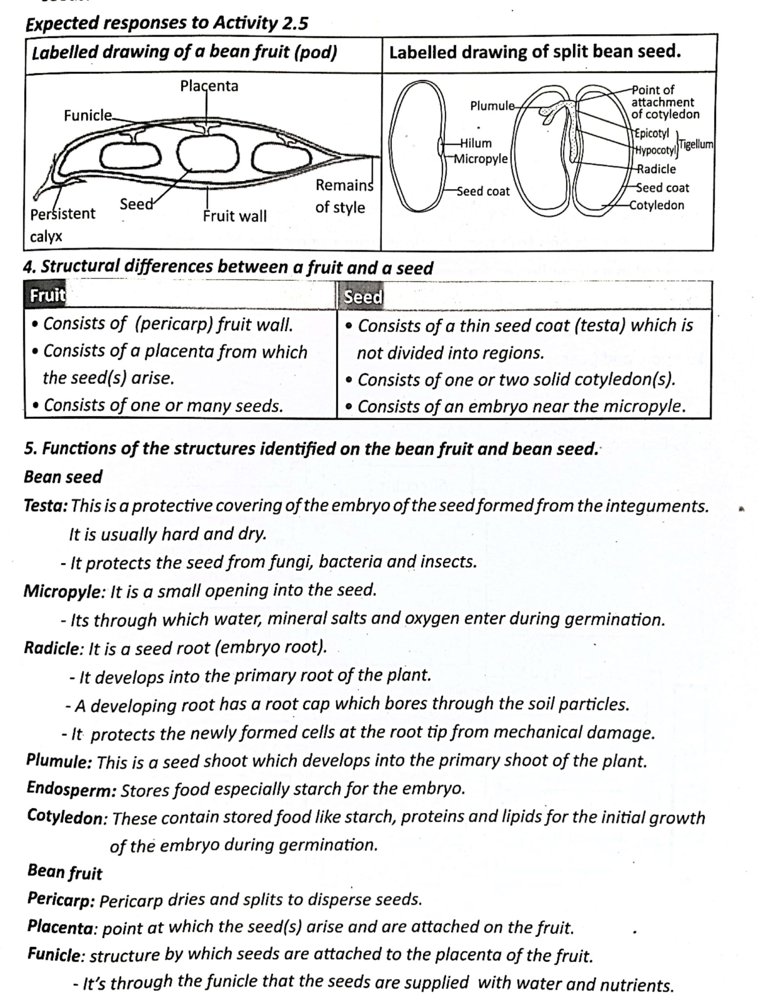 Expected responses to Activity 2.5
Labelled drawing of a bean fruit (pod)
Placenta
Funicle
Seed
Persistent
calyx
Fruit wall
Remains
of style
Labelled drawing of split bean seed.
Hilum
Micropyle
Seed coat
Plumule
Point of
attachment
of cotyledon
Epicotyl
Hypocotyl
Tigellum
Radicle
Seed coat
Cotyledon
4. Structural differences between a fruit and a seed
Fruit
• Consists of (pericarp) fruit wall.
• Consists of a placenta from which
the seed(s) arise.
• Consists of one or many seeds.
Seed
• Consists of a thin seed coat (testa) which is
not divided into regions.
• Consists of one or two solid cotyledon(s).
• Consists of an embryo near the micropyle.
5. Functions of the structures identified on the bean fruit and bean seed.
Bean seed
Testa: This is a protective covering of the embryo of the seed formed from the integuments.
It is usually hard and dry.
- It protects the seed from fungi, bacteria and insects.
Micropyle: It is a small opening into the seed.
- Its through which water, mineral salts and oxygen enter during germination.
Radicle: It is a seed root (embryo root).
- It develops into the primary root of the plant.
- A developing root has a root cap which bores through the soil particles.
- It protects the newly formed cells at the root tip from mechanical damage.
Plumule: This is a seed shoot which develops into the primary shoot of the plant.
Endosperm: Stores food especially starch for the embryo.
Cotyledon: These contain stored food like starch, proteins and lipids for the initial growth
of the embryo during germination.
Bean fruit
Pericarp: Pericarp dries and splits to disperse seeds.
Placenta: point at which the seed(s) arise and are attached on the fruit.
Funicle: structure by which seeds are attached to the placenta of the fruit.
- It's through the funicle that the seeds are supplied with water and nutrients.